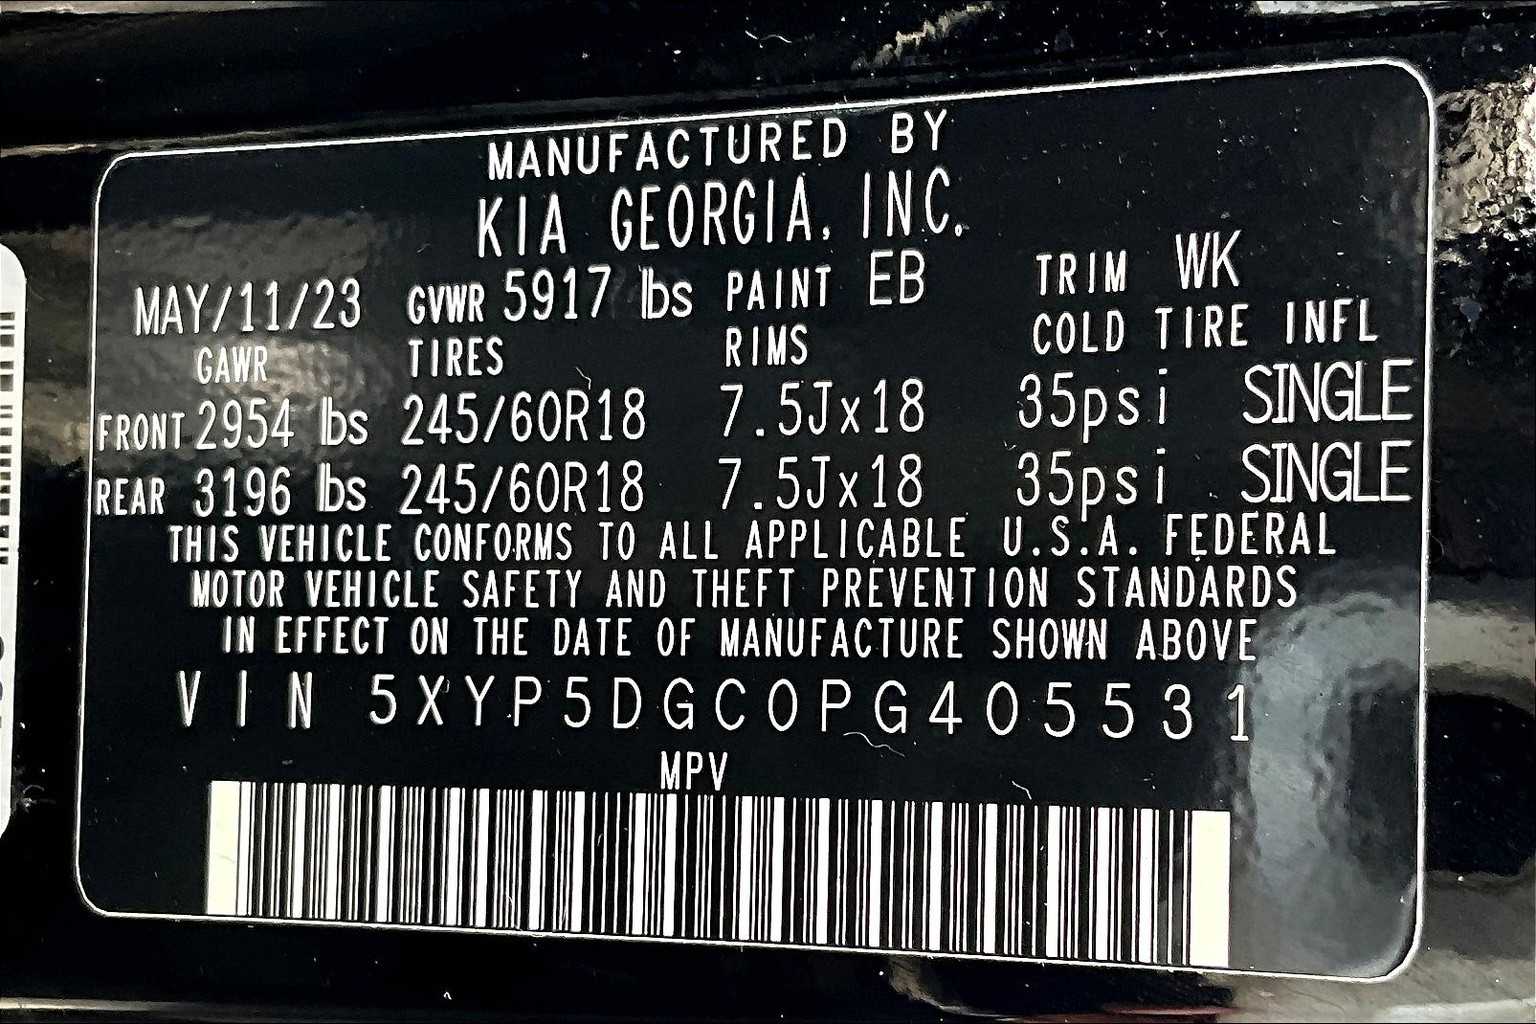 MANUFACTURED BY
KIA GEORGIA, INC.
MAY/11/23 GVWR 5917 lbs PAINT EB TRIM WK
GAWR TIRES RIMS COLD TIRE INFL
FRONT 2954 lbs 245/60R18 7.5Jx18 35psi SINGLE
REAR 3196 lbs 245/60R18 7.5Jx18 35psi SINGLE
THIS VEHICLE CONFORMS TO ALL APPLICABLE U.S.A. FEDERAL
MOTOR VEHICLE SAFETY AND THEFT PREVENTION STANDARDS
IN EFFECT ON THE DATE OF MANUFACTURE SHOWN ABOVE
VIN 5XYP5DGC0PG405531
MPV